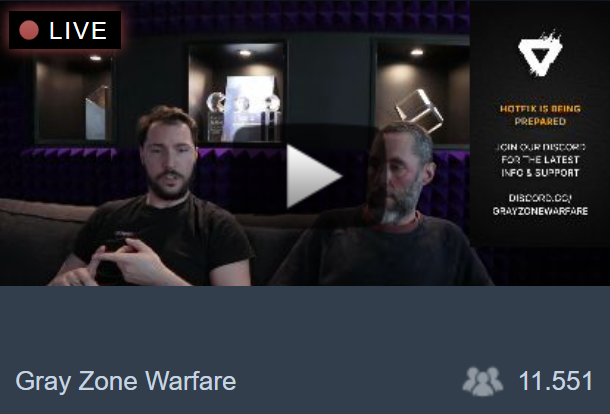 LIVE
HOTFIX IS BEING
PREPARED
JOIN OUR DISCORD
FOR THE LATEST
INFO & SUPPORT
DISCORD.GG/
GRAYZONEWARFARE
Gray Zone Warfare
11.551